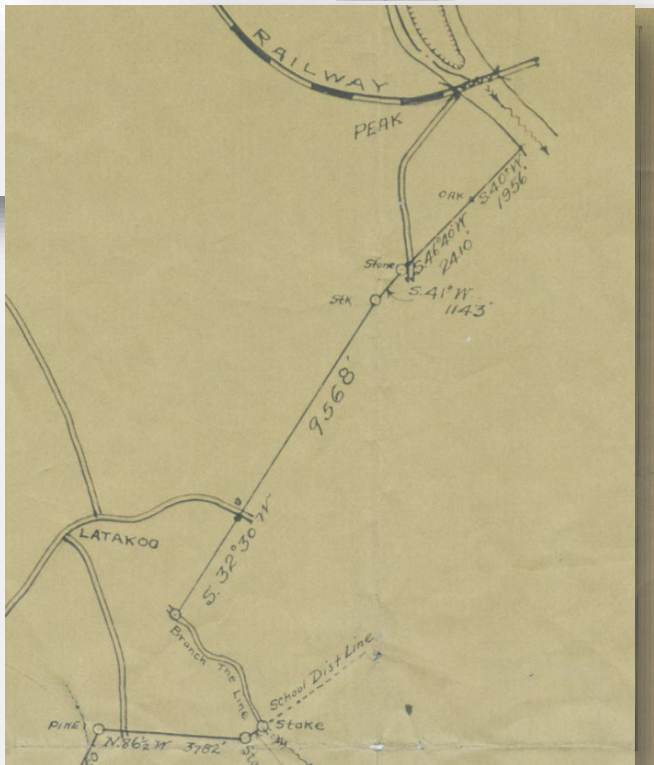 RAILWAY
PEAK
OAK
S.40°W
1956'
S.46°40'W
2410'
Stone
S.41°W
1143'
Stk
9568'
S. 32°30' W
LATAKOO
Branch The Line
School Dist Line
Stake
PINE
N.86½ W 3782'